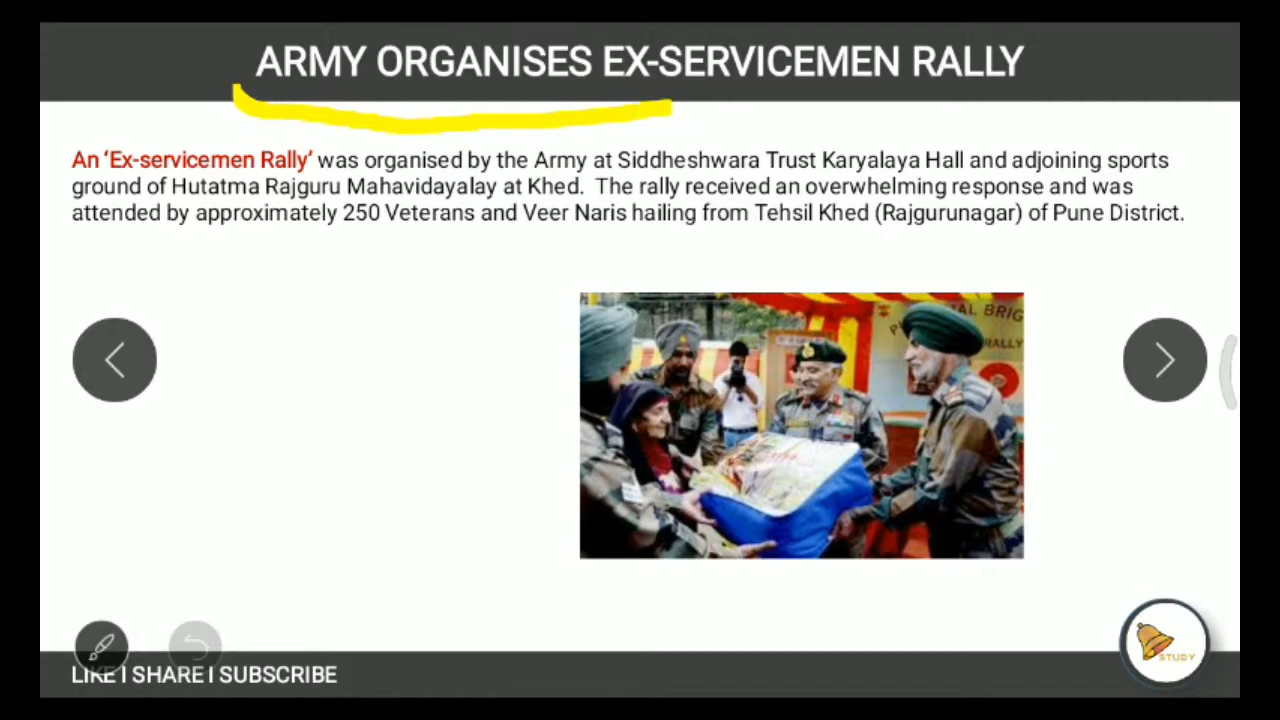 ARMY ORGANISES EX-SERVICEMEN RALLY
An ‘Ex-servicemen Rally’ was organised by the Army at Siddheshwara Trust Karyalaya Hall and adjoining sports
ground of Hutatma Rajguru Mahavidayalay at Khed. The rally received an overwhelming response and was
attended by approximately 250 Veterans and Veer Naris hailing from Tehsil Khed (Rajgurunagar) of Pune District.
RALLY
STUDY
LIKE I SHARE I SUBSCRIBE